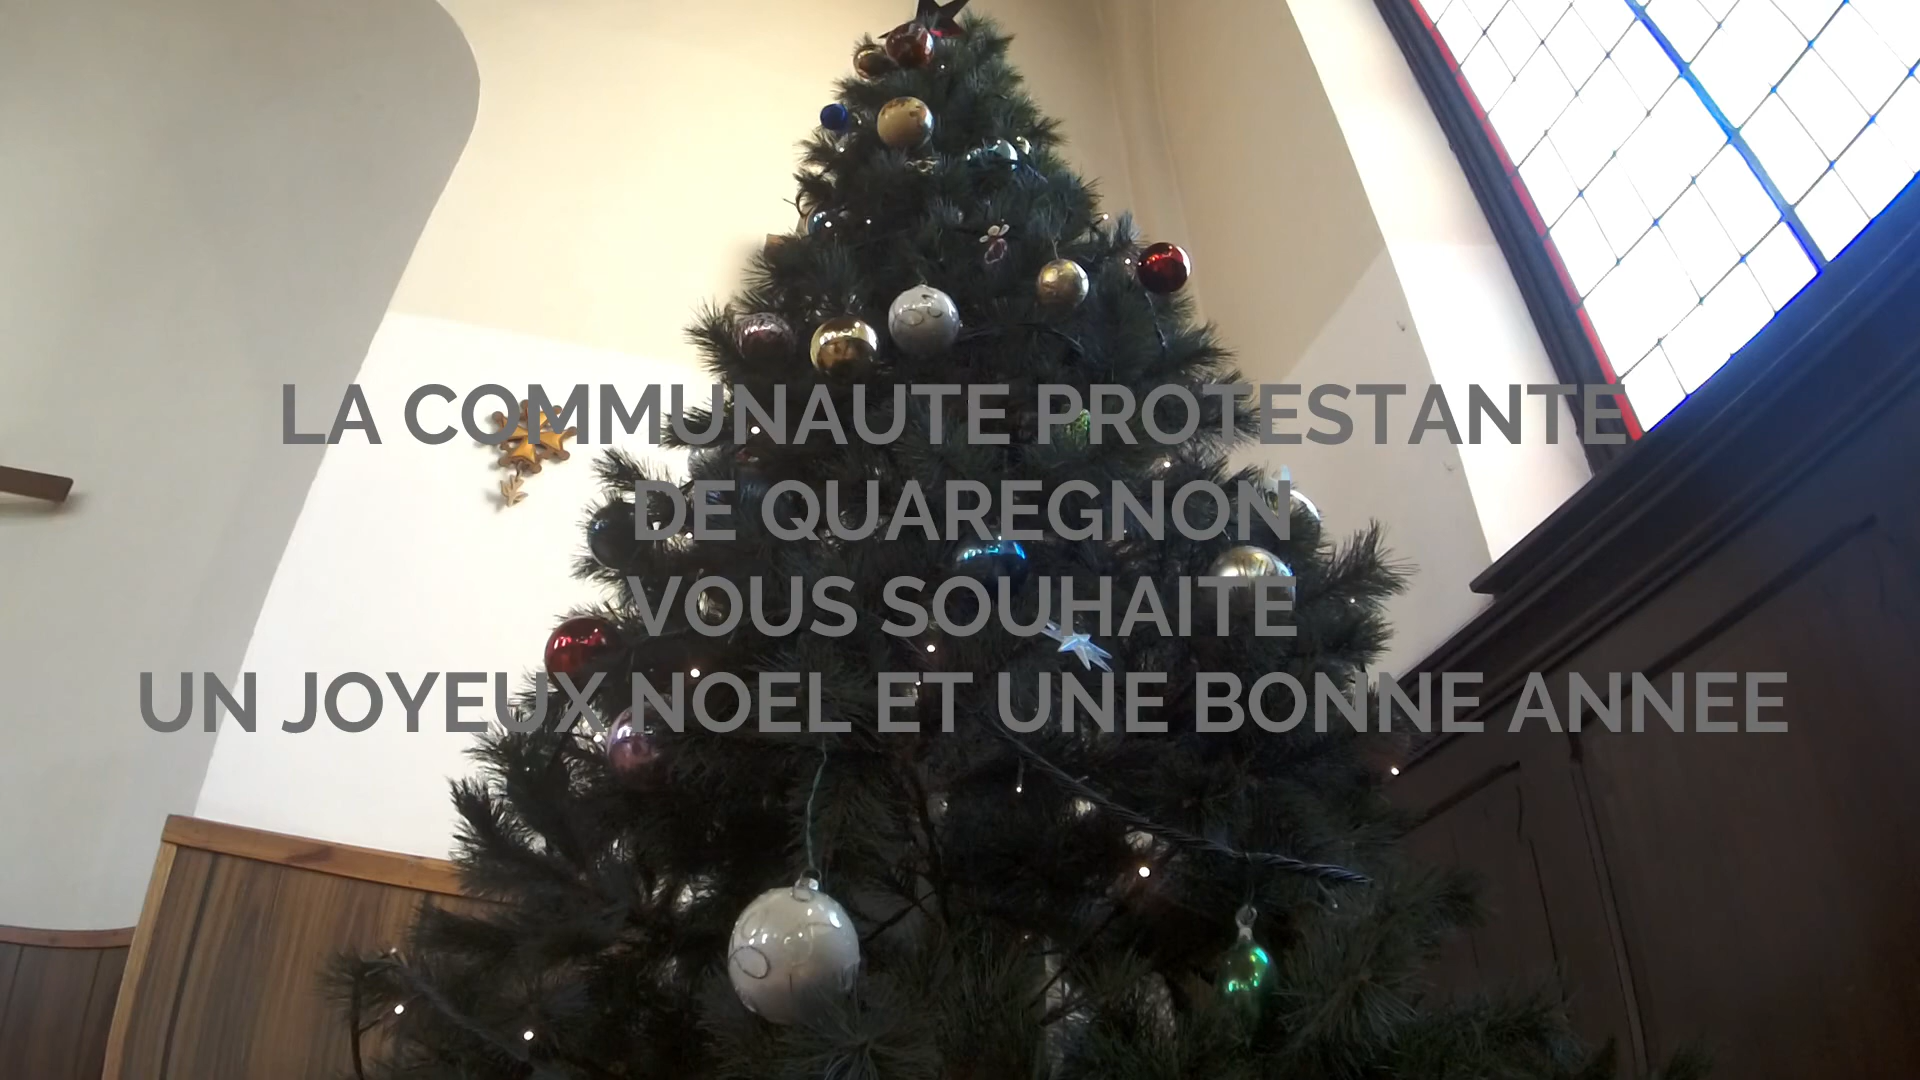 LA COMMUNAUTE PROTESTANTE
DE QUAREGNON
VOUS SOUHAITE
UN JOYEUX NOEL ET UNE BONNE ANNEE